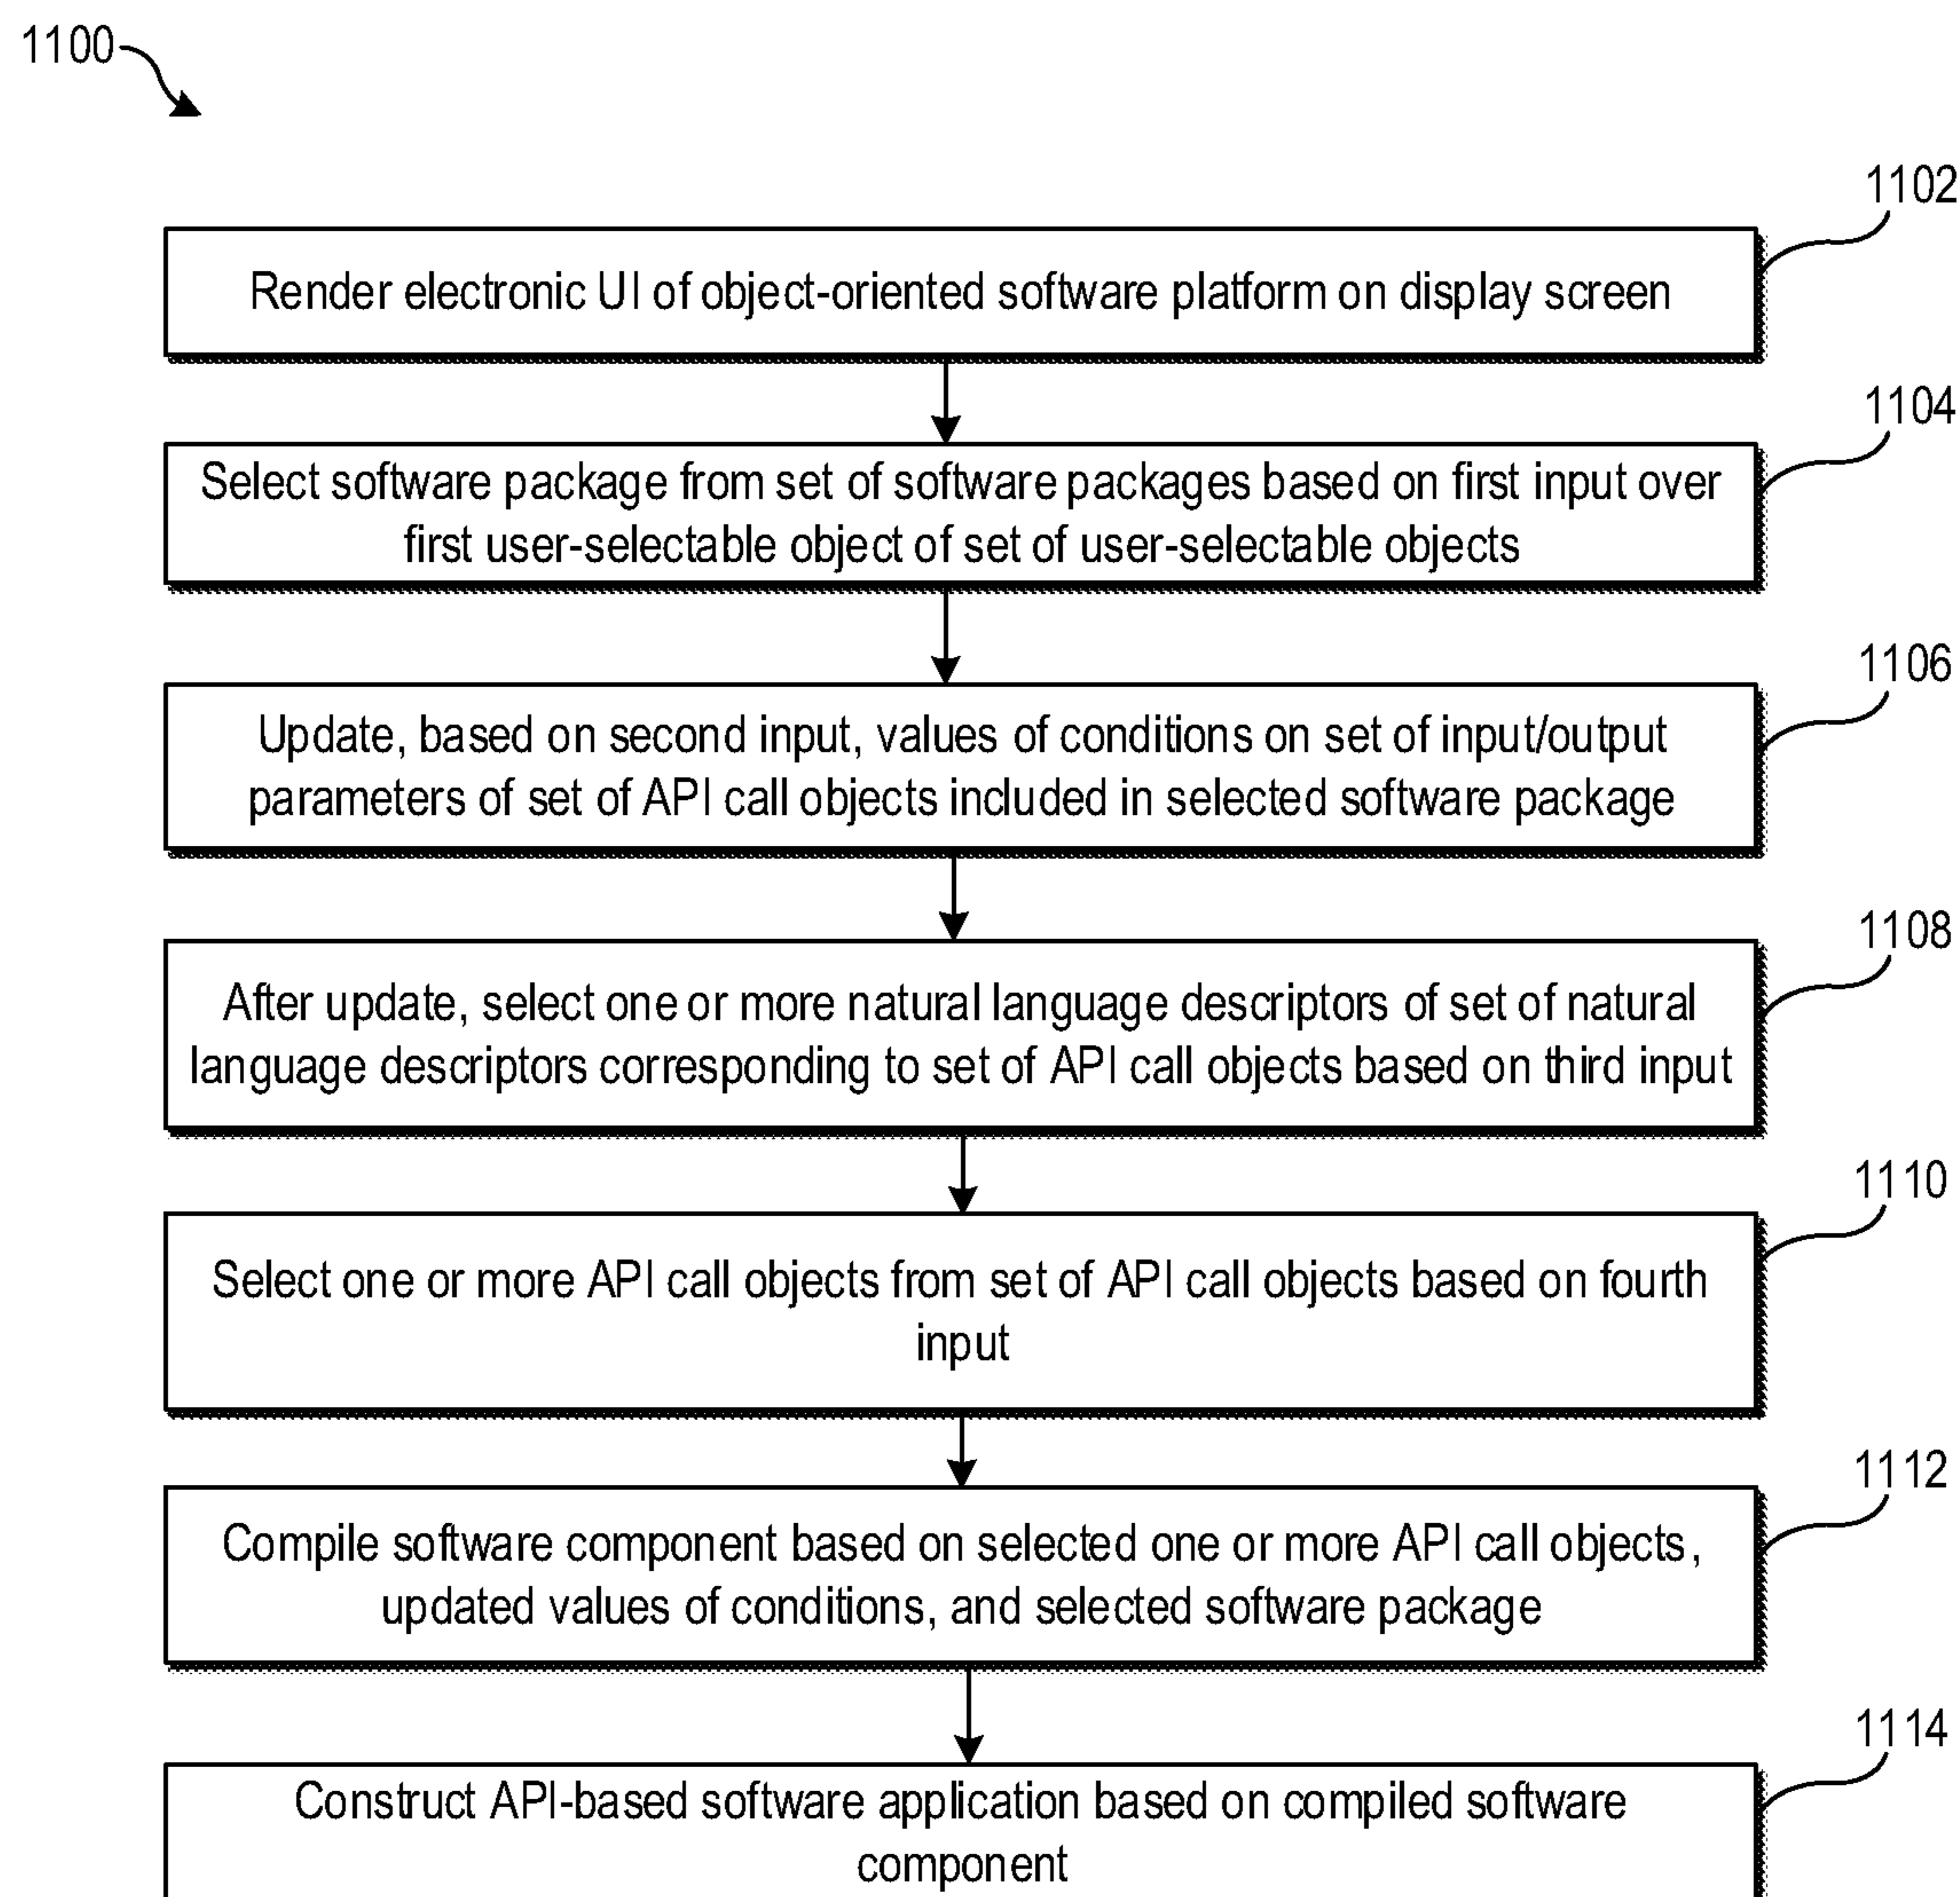 1100
1102
Render electronic UI of object-oriented software platform on display screen
1104
Select software package from set of software packages based on first input over
first user-selectable object of set of user-selectable objects
1106
Update, based on second input, values of conditions on set of input/output
parameters of set of API call objects included in selected software package
1108
After update, select one or more natural language descriptors of set of natural
language descriptors corresponding to set of API call objects based on third input
1110
Select one or more API call objects from set of API call objects based on fourth
input
1112
Compile software component based on selected one or more API call objects,
updated values of conditions, and selected software package
1114
Construct API-based software application based on compiled software
component